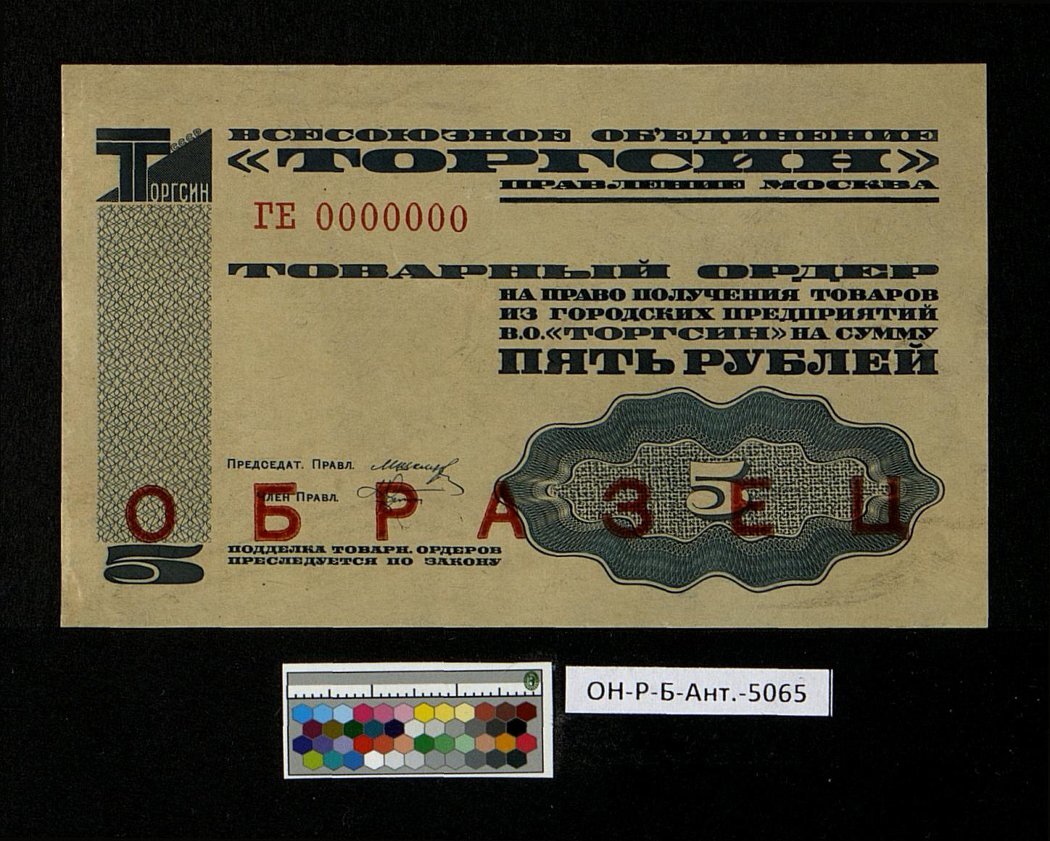 СССР
ТОРГСИН
ВСЕСОЮЗНОЕ ОБ'ЕДИНЕНИЕ
«ТОРГСИН»
ПРАВЛЕНИЕ МОСКВА
ГЕ 0000000
ТОВАРНЫЙ ОРДЕР
НА ПРАВО ПОЛУЧЕНИЯ ТОВАРОВ
ИЗ ГОРОДСКИХ ПРЕДПРИЯТИЙ
В.О.«ТОРГСИН» НА СУММУ
ПЯТЬ РУБЛЕЙ
5
ПРЕДСЕДАТ. ПРАВЛ.
ЧЛЕН ПРАВЛ.
ОБРАЗЕЦ
5
ПОДДЕЛКА ТОВАРН. ОРДЕРОВ
ПРЕСЛЕДУЕТСЯ ПО ЗАКОНУ
ОН-Р-Б-Ант.-5065